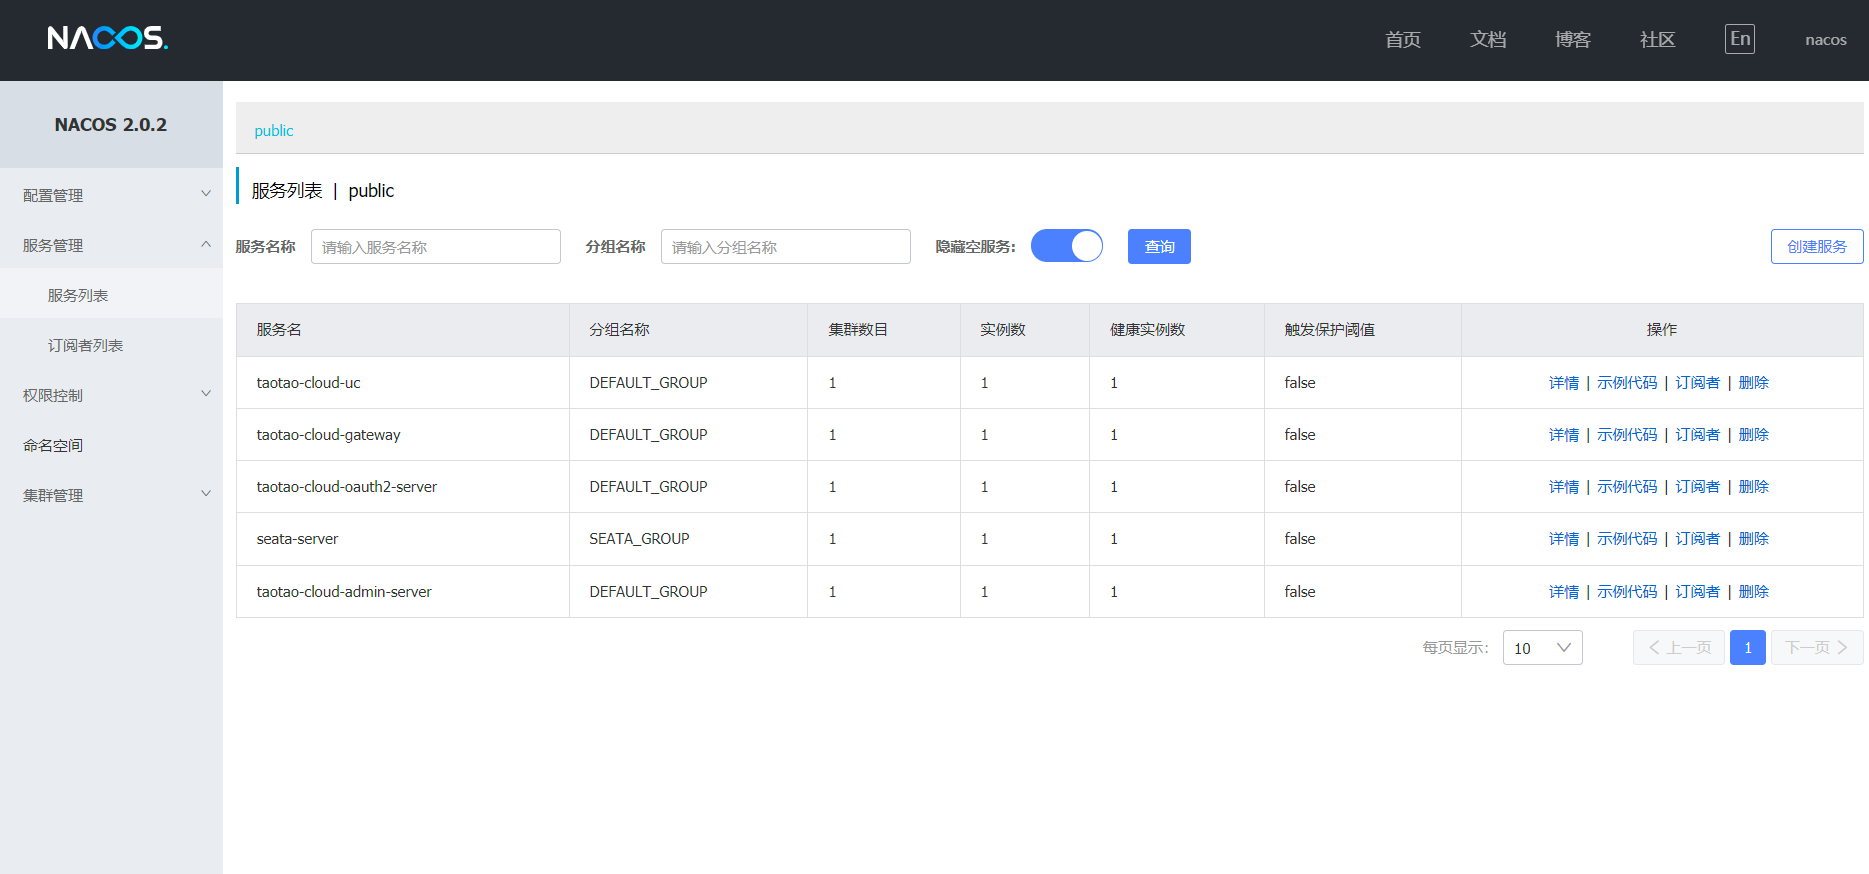 NACOS.
首页 文档 博客 社区 En nacos
NACOS 2.0.2
配置管理
服务管理
服务列表
订阅者列表
权限控制
命名空间
集群管理
public
服务列表 | public
服务名称 请输入服务名称 分组名称 请输入分组名称 隐藏空服务: 查询 创建服务
服务名 分组名称 集群数目 实例数 健康实例数 触发保护阈值 操作
taotao-cloud-uc DEFAULT_GROUP 1 1 1 false 详情 | 示例代码 | 订阅者 | 删除
taotao-cloud-gateway DEFAULT_GROUP 1 1 1 false 详情 | 示例代码 | 订阅者 | 删除
taotao-cloud-oauth2-server DEFAULT_GROUP 1 1 1 false 详情 | 示例代码 | 订阅者 | 删除
seata-server SEATA_GROUP 1 1 1 false 详情 | 示例代码 | 订阅者 | 删除
taotao-cloud-admin-server DEFAULT_GROUP 1 1 1 false 详情 | 示例代码 | 订阅者 | 删除
每页显示: 10 上一页 1 下一页